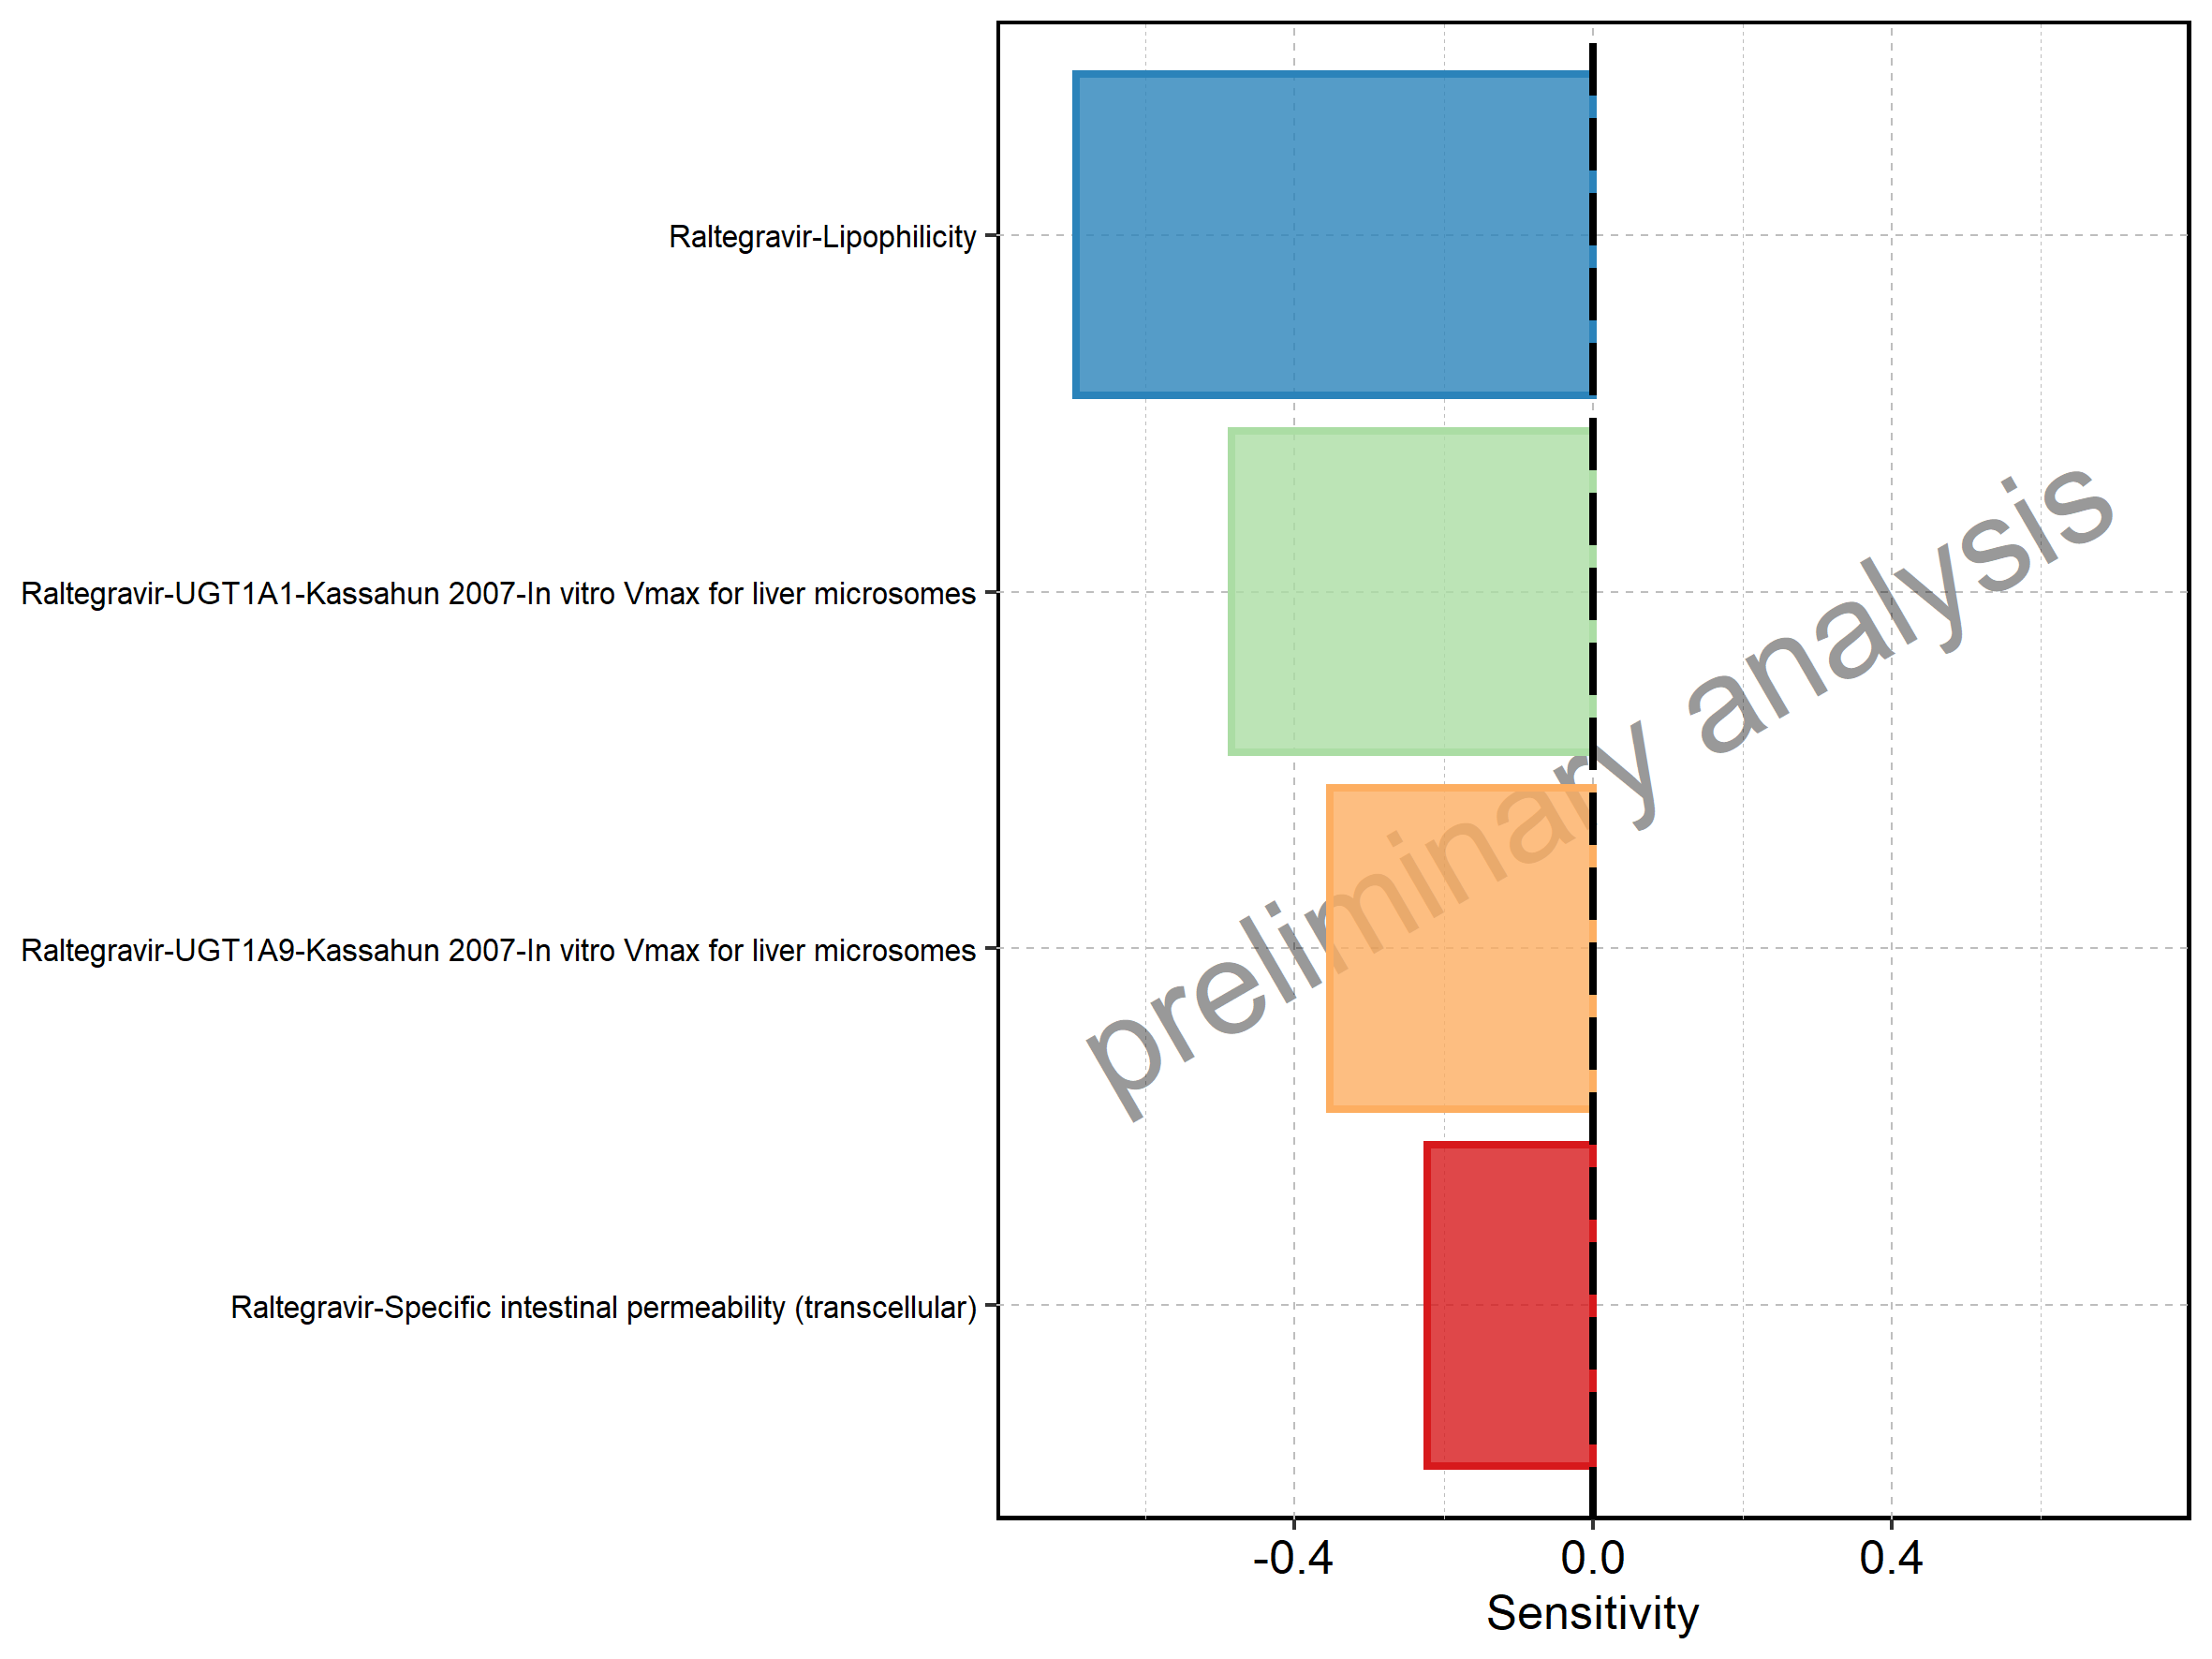 Raltegravir-Lipophilicity
Raltegravir-UGT1A1-Kassahun 2007-In vitro Vmax for liver microsomes
Raltegravir-UGT1A9-Kassahun 2007-In vitro Vmax for liver microsomes
Raltegravir-Specific intestinal permeability (transcellular)
preliminary analysis
-0.4 0.0 0.4
Sensitivity